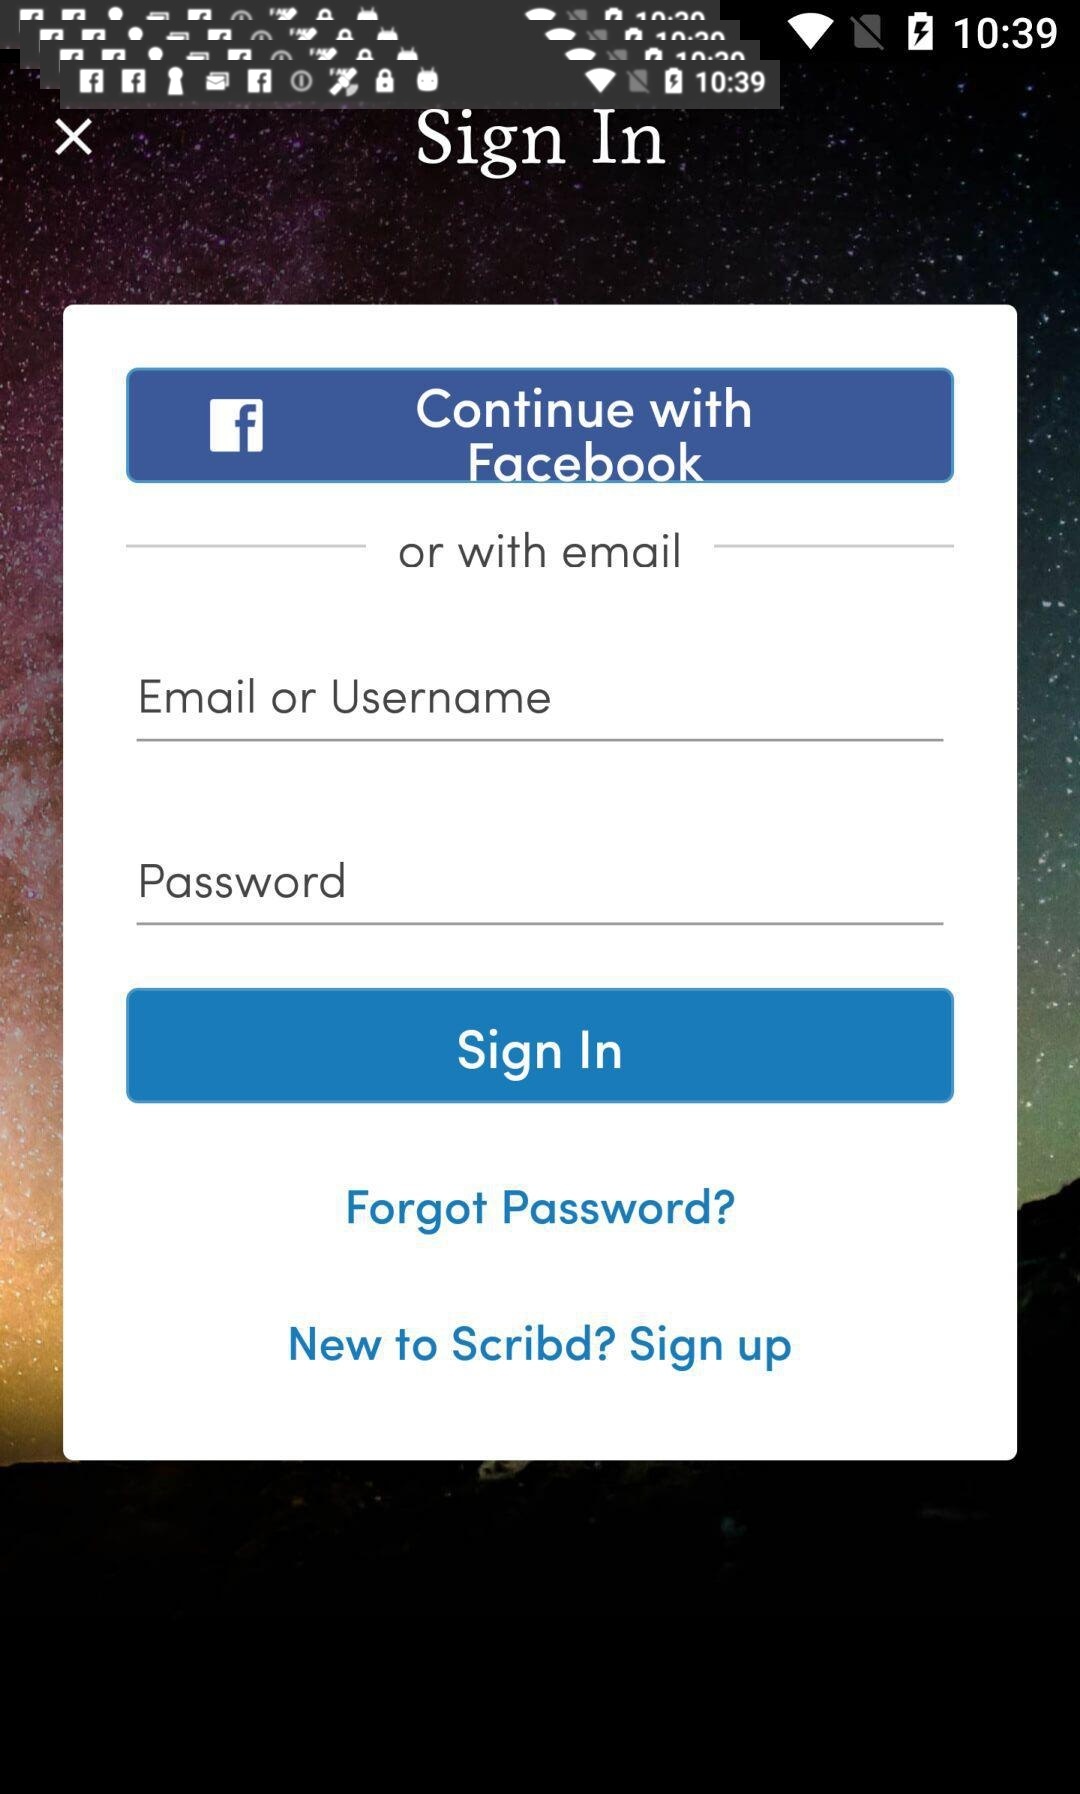 10:39
10:39
Sign In
Continue with
Facebook
or with email
Email or Username
Password
Sign In
Forgot Password?
New to Scribd? Sign up